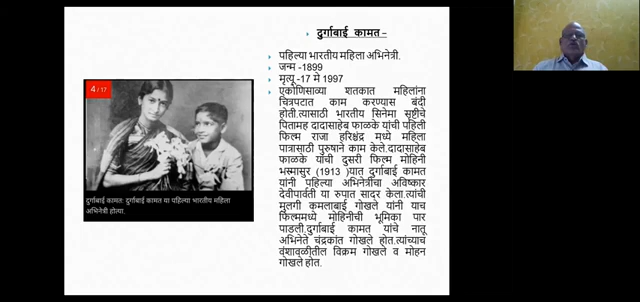 दुर्गाबाई कामत –
पहिल्या भारतीय महिला अभिनेत्री.
जन्म -1899
मृत्यू -17 मे 1997
एकोणिसाव्या शतकात महिलांना
चित्रपटात काम करण्यास बंदी
होती.त्यासाठी भारतीय सिनेमा सृष्टीचे
पितामह दादासाहेब फाळके यांची पहिली
फिल्म राजा हरिश्चंद्र मध्ये महिला
पात्रासाठी पुरुषाने काम केले.दादासाहेब
फाळके यांची दुसरी फिल्म मोहिनी
भस्मासुर (1913 )यात दुर्गाबाई कामत
यांनी पहिल्या अभिनेत्रीचा अविष्कार
देवीपार्वती या रुपात सादर केला.त्यांची
मुलगी कमलाबाई गोखले यांनी याच
फिल्ममध्ये मोहिनीची भूमिका पार
पाडली.दुर्गाबाई कामत यांचे नातू
अभिनेते चंद्रकांत गोखले होत.त्यांच्याच
वंशावळीतील विक्रम गोखले व मोहन
गोखले होत.
4 / 17
दुर्गाबाई कामत: दुर्गाबाई कामत या पहिल्या भारतीय महिला
अभिनेत्री होत्या.